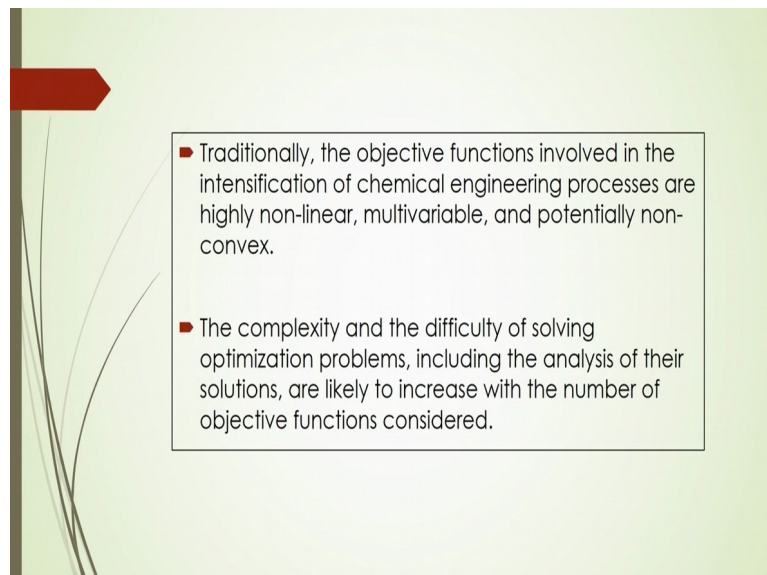 Traditionally, the objective functions involved in the
intensification of chemical engineering processes are
highly non-linear, multivariable, and potentially non-
convex.
The complexity and the difficulty of solving
optimization problems, including the analysis of their
solutions, are likely to increase with the number of
objective functions considered.